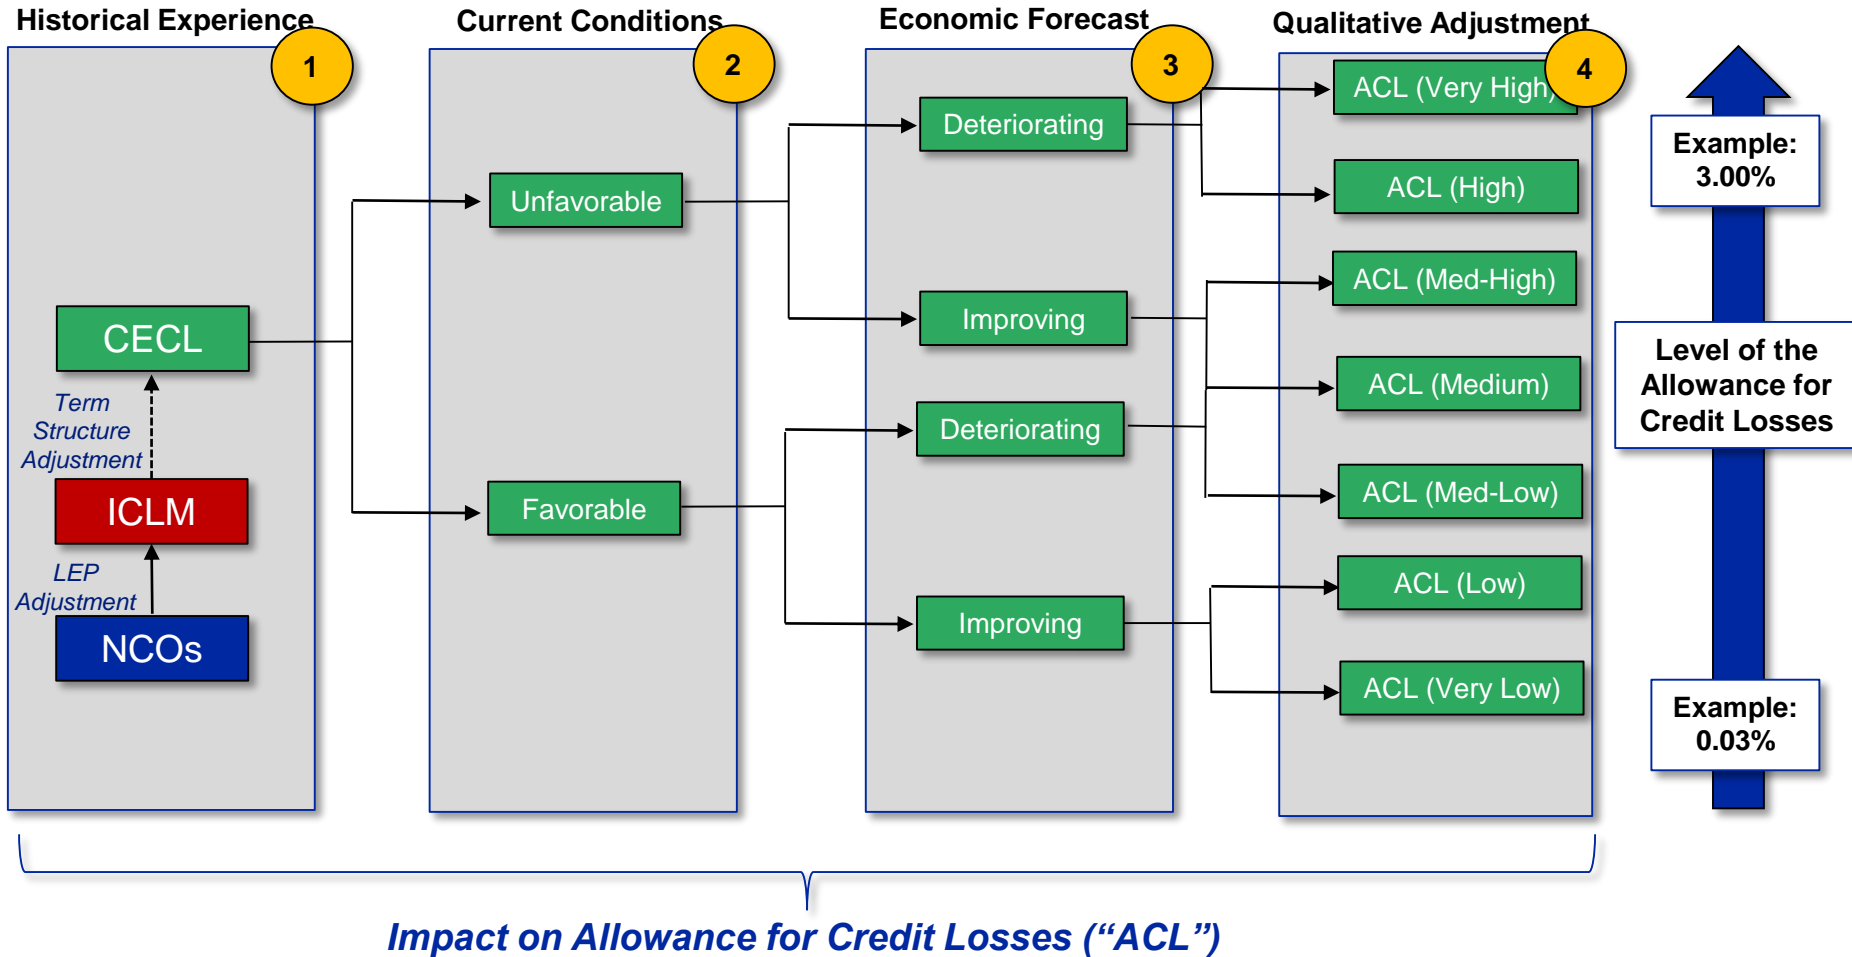 Historical Experience
1
Current Conditions
2
Economic Forecast
3
Qualitative Adjustment
4
CECL
Term
Structure
Adjustment
ICLM
LEP
Adjustment
NCOs
Unfavorable
Favorable
Deteriorating
Improving
Deteriorating
Improving
ACL (Very High)
ACL (High)
ACL (Med-High)
ACL (Medium)
ACL (Med-Low)
ACL (Low)
ACL (Very Low)
Example:
3.00%
Level of the
Allowance for
Credit Losses
Example:
0.03%
Impact on Allowance for Credit Losses (“ACL”)